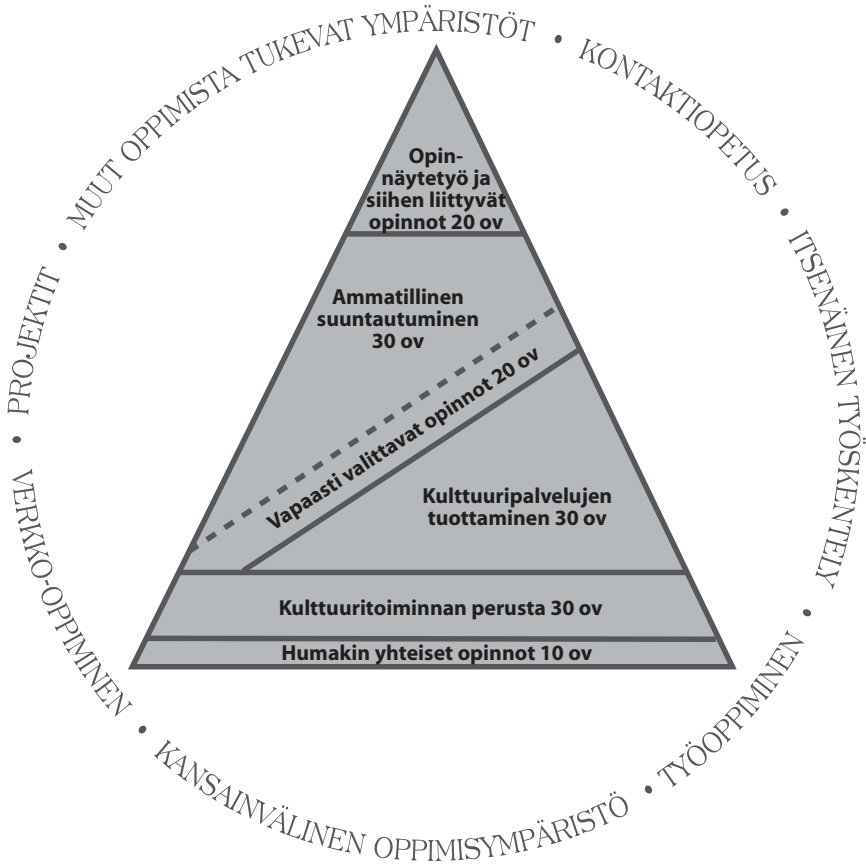 MUUT OPPIMISTA TUKEVAT YMPÄRISTÖT • KONTAKTIOPETUS • ITSENÄINEN TYÖSKENTELY • TYÖOPPIMINEN • KANSAINVÄLINEN OPPIMISYMPÄRISTÖ • VERKKO-OPPIMINEN • PROJEKTIT •
Opin-
näytetyö ja
siihen liittyvät
opinnot 20 ov
Ammatillinen
suuntautuminen
30 ov
Vapaasti valittavat opinnot 20 ov
Kulttuuripalvelujen
tuottaminen 30 ov
Kulttuuritoiminnan perusta 30 ov
Humakin yhteiset opinnot 10 ov